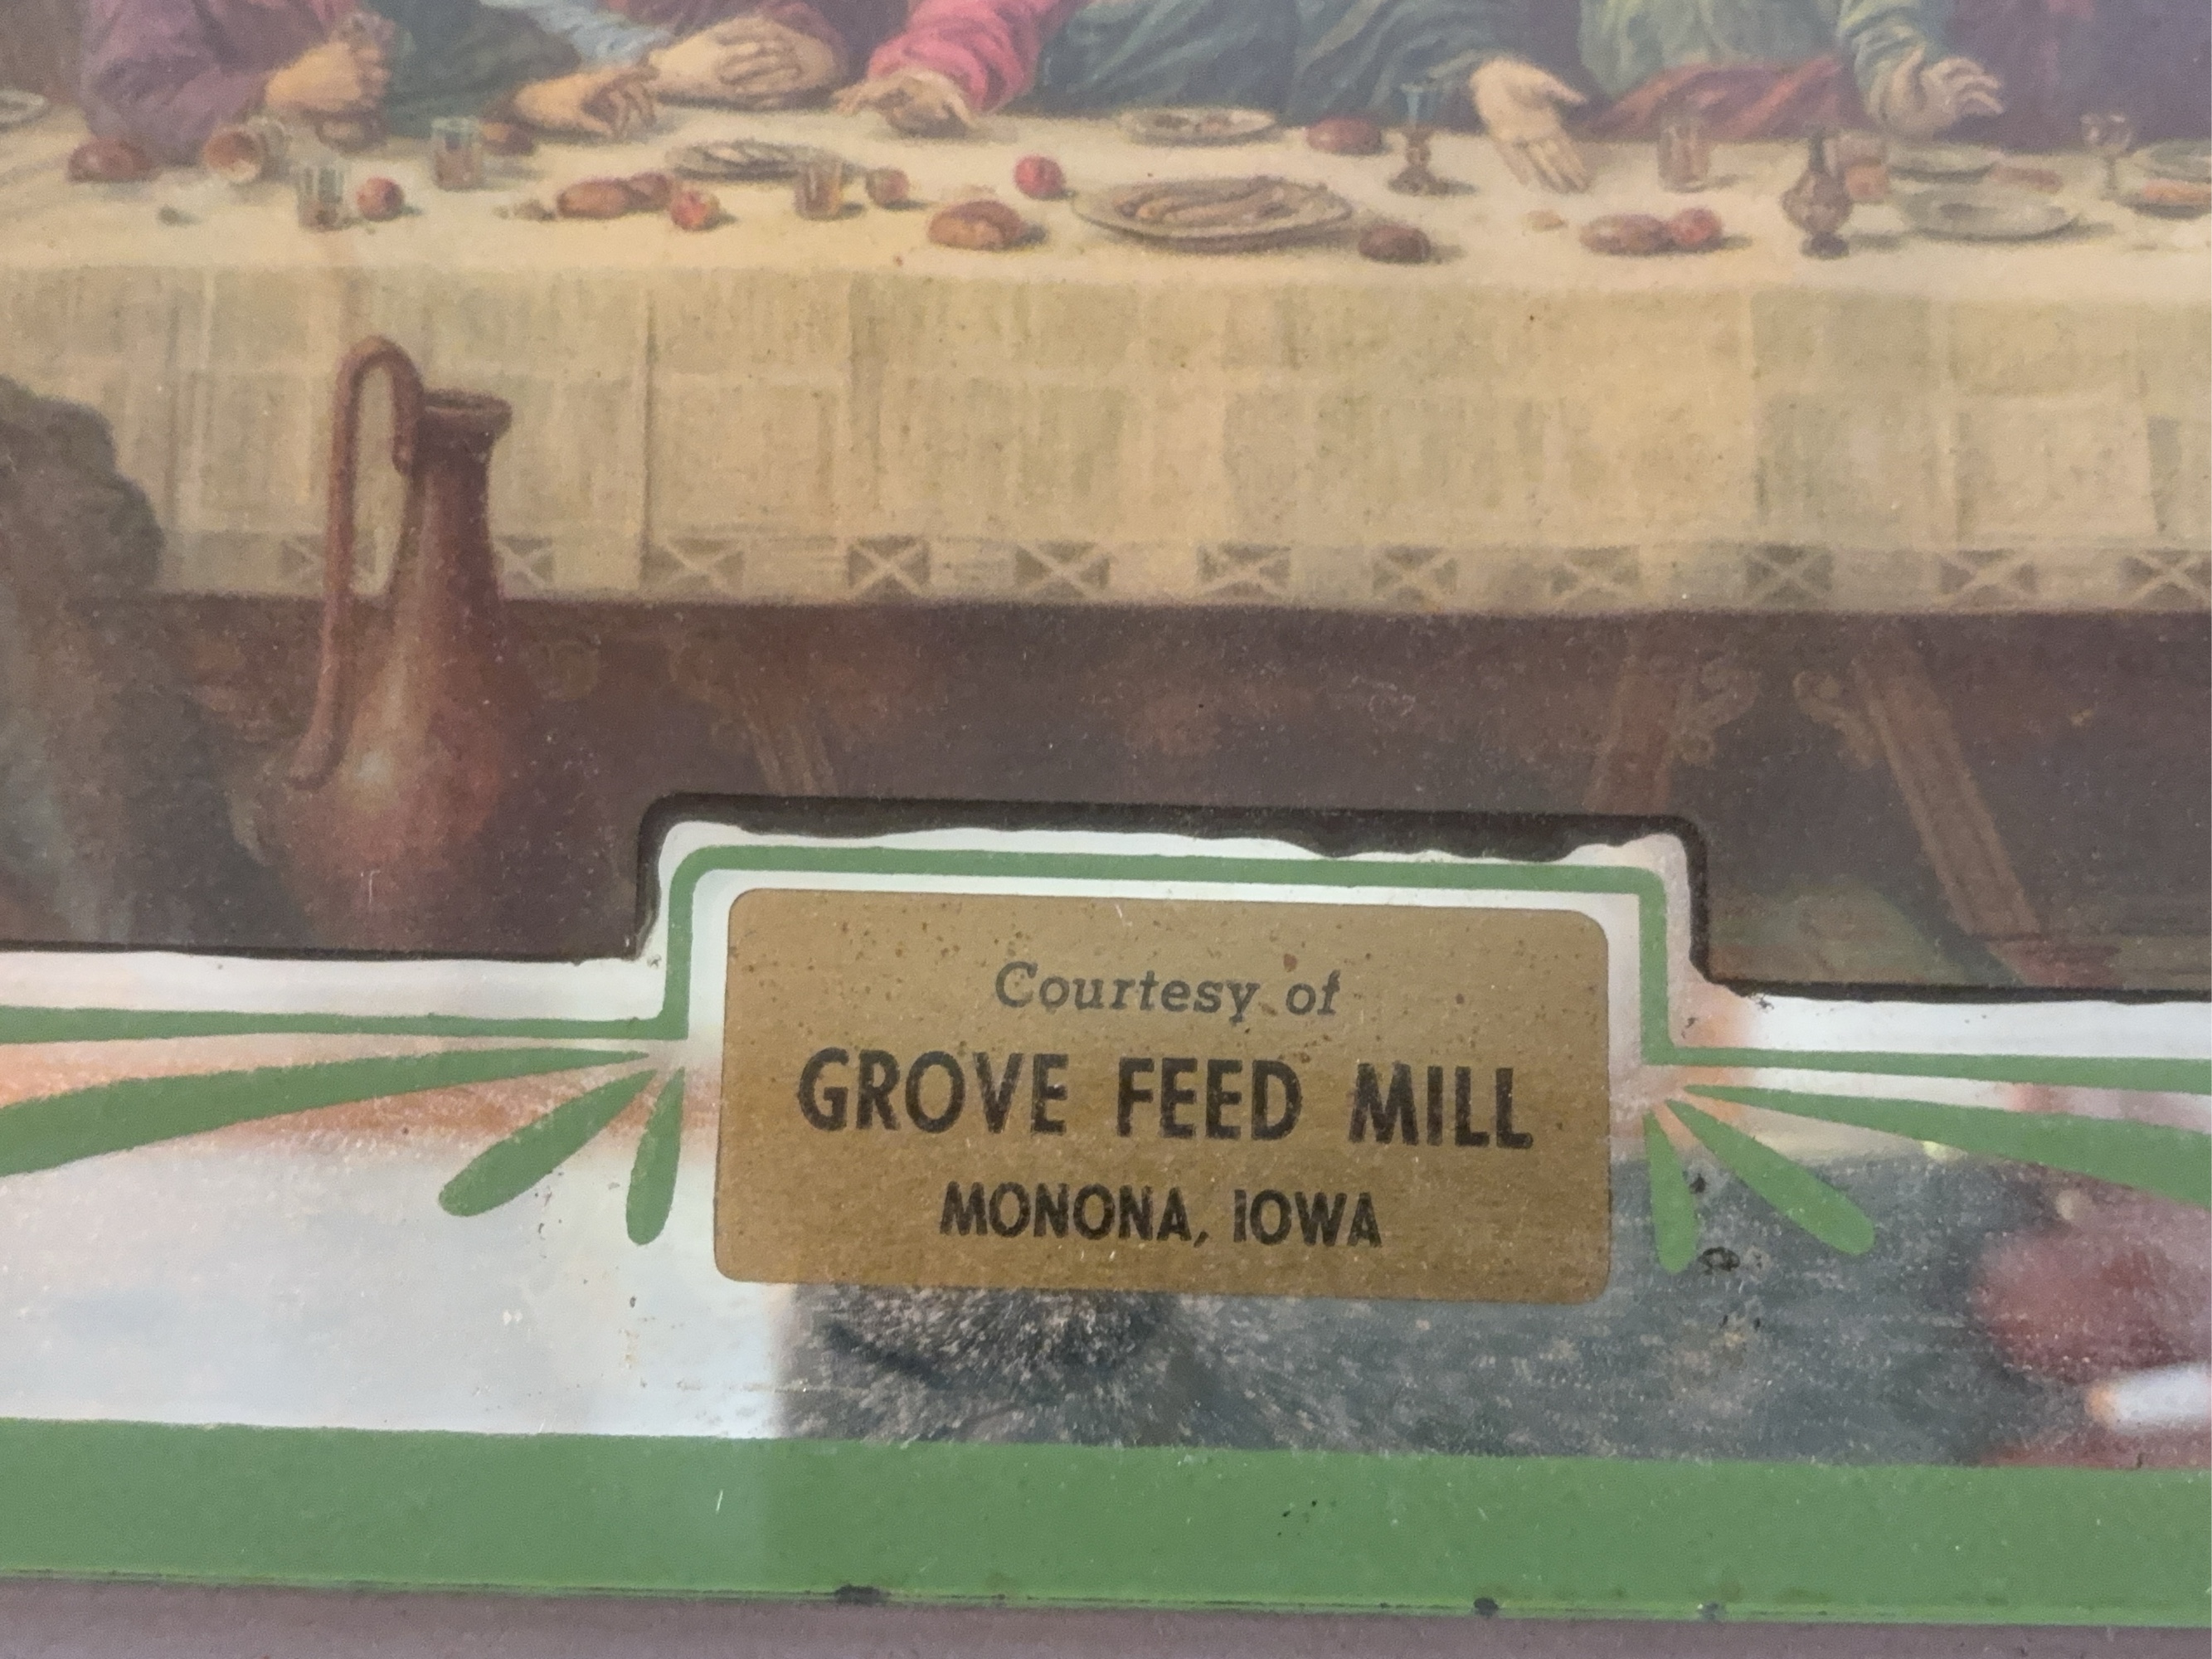 Courtesy of
GROVE FEED MILL
MONONA, IOWA